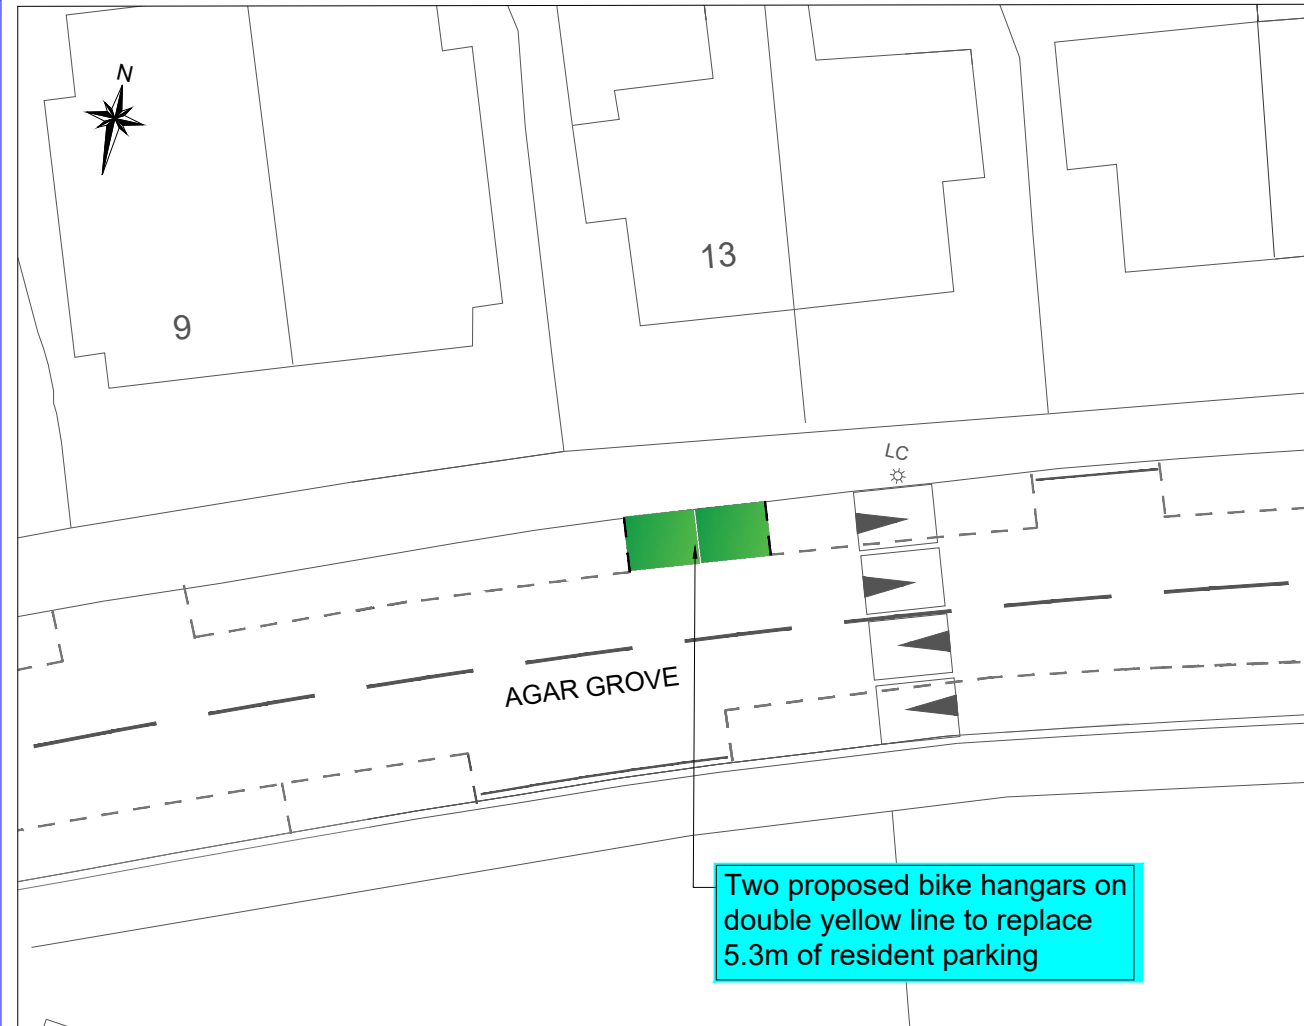 N
13
9
LC
AGAR GROVE
Two proposed bike hangars on
double yellow line to replace
5.3m of resident parking